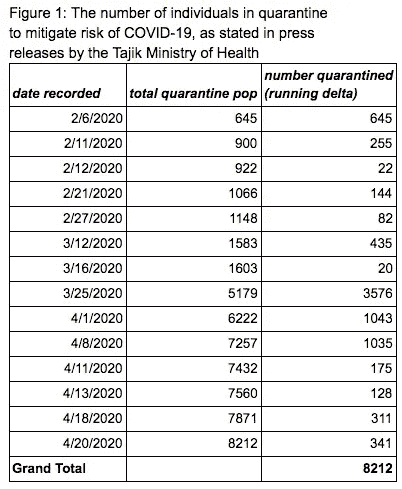 Figure 1: The number of individuals in quarantine
to mitigate risk of COVID-19, as stated in press
releases by the Tajik Ministry of Health
date recorded total quarantine pop number quarantined (running delta)
2/6/2020 645 645
2/11/2020 900 255
2/12/2020 922 22
2/21/2020 1066 144
2/27/2020 1148 82
3/12/2020 1583 435
3/16/2020 1603 20
3/25/2020 5179 3576
4/1/2020 6222 1043
4/8/2020 7257 1035
4/11/2020 7432 175
4/13/2020 7560 128
4/18/2020 7871 311
4/20/2020 8212 341
Grand Total 8212